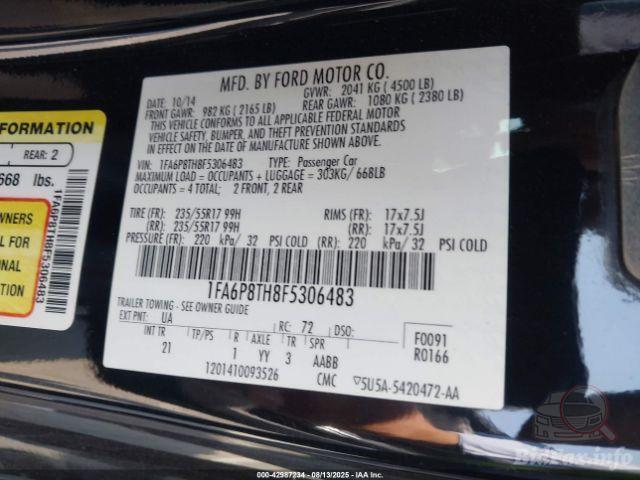 MFD. BY FORD MOTOR CO.
DATE: 10/14 GVWR: 2041 KG ( 4500 LB)
FRONT GAWR: 982 KG ( 2165 LB) REAR GAWR: 1080 KG ( 2380 LB)
THIS VEHICLE CONFORMS TO ALL APPLICABLE FEDERAL MOTOR
VEHICLE SAFETY, BUMPER, AND THEFT PREVENTION STANDARDS
IN EFFECT ON THE DATE OF MANUFACTURE SHOWN ABOVE.
VIN: 1FA6P8TH8F5306483 TYPE: Passenger Car
MAXIMUM LOAD = OCCUPANTS + LUGGAGE = 303KG/ 668LB
OCCUPANTS = 4 TOTAL; 2 FRONT, 2 REAR
TIRE (FR): 235/55R17 99H RIMS (FR): 17x7.5J
(RR): 235/55R17 99H (RR): 17x7.5J
PRESSURE (FR): 220 kPa/ 32 PSI COLD (RR): 220 kPa/ 32 PSI COLD
1FA6P8TH8F5306483
TRAILER TOWING - SEE OWNER GUIDE
EXT PNT: UA RC: 72 DSO: F0091
INT TR TP/PS R AXLE TR SPR R0166
21 1 YY 3 AABB
1201410093526 CMC 5U5A-5420472-AA
FORMATION
REAR: 2
668 lbs.
WNERS
L FOR
ONAL
1FA6P8TH8F5306483
BidFax.info
000-42987234 - 08/13/2025 - IAA Inc.